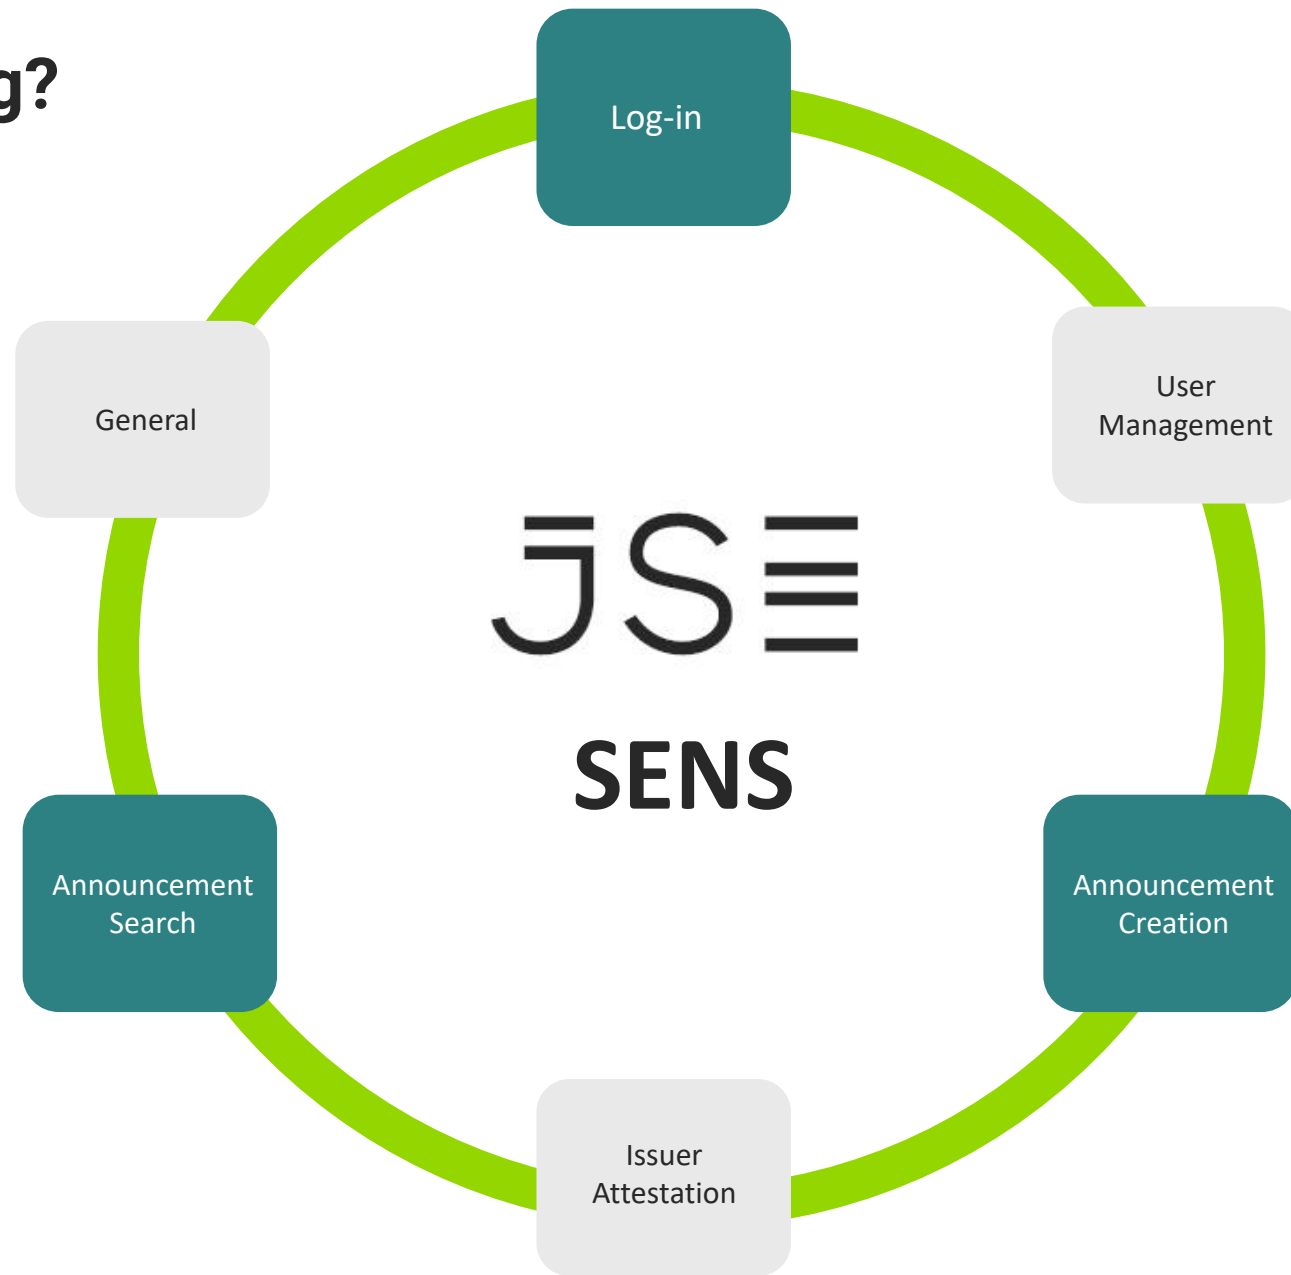 g?
Log-in
General
User
Management
JSE
SENS
Announcement
Search
Announcement
Creation
Issuer
Attestation